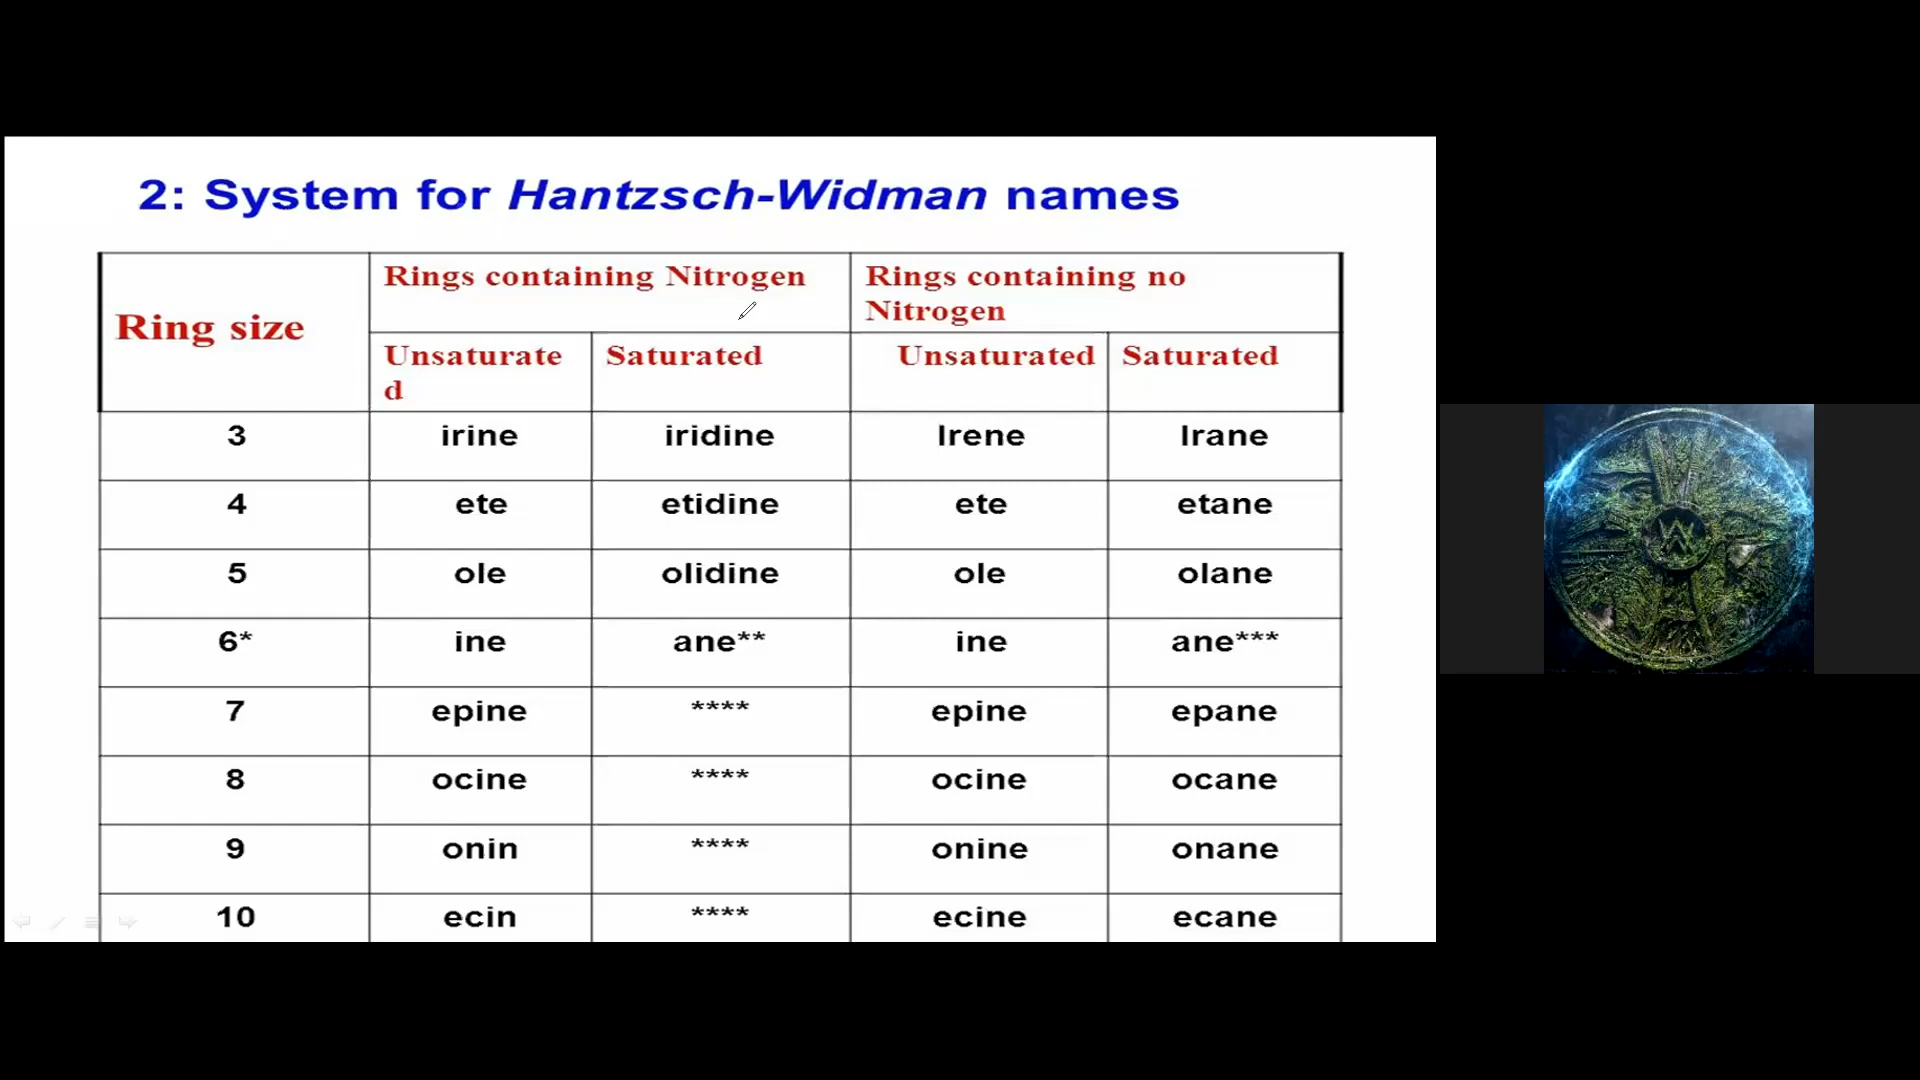 2: System for Hantzsch-Widman names
Ring size
Rings containing Nitrogen
Rings containing no
Nitrogen
Unsaturate
d
Saturated
Unsaturated
Saturated
3 irine iridine Irene Irane
4 ete etidine ete etane
5 ole olidine ole olane
6* ine ane** ine ane***
7 epine **** epine epane
8 ocine **** ocine ocane
9 onin **** onine onane
10 ecin **** ecine ecane